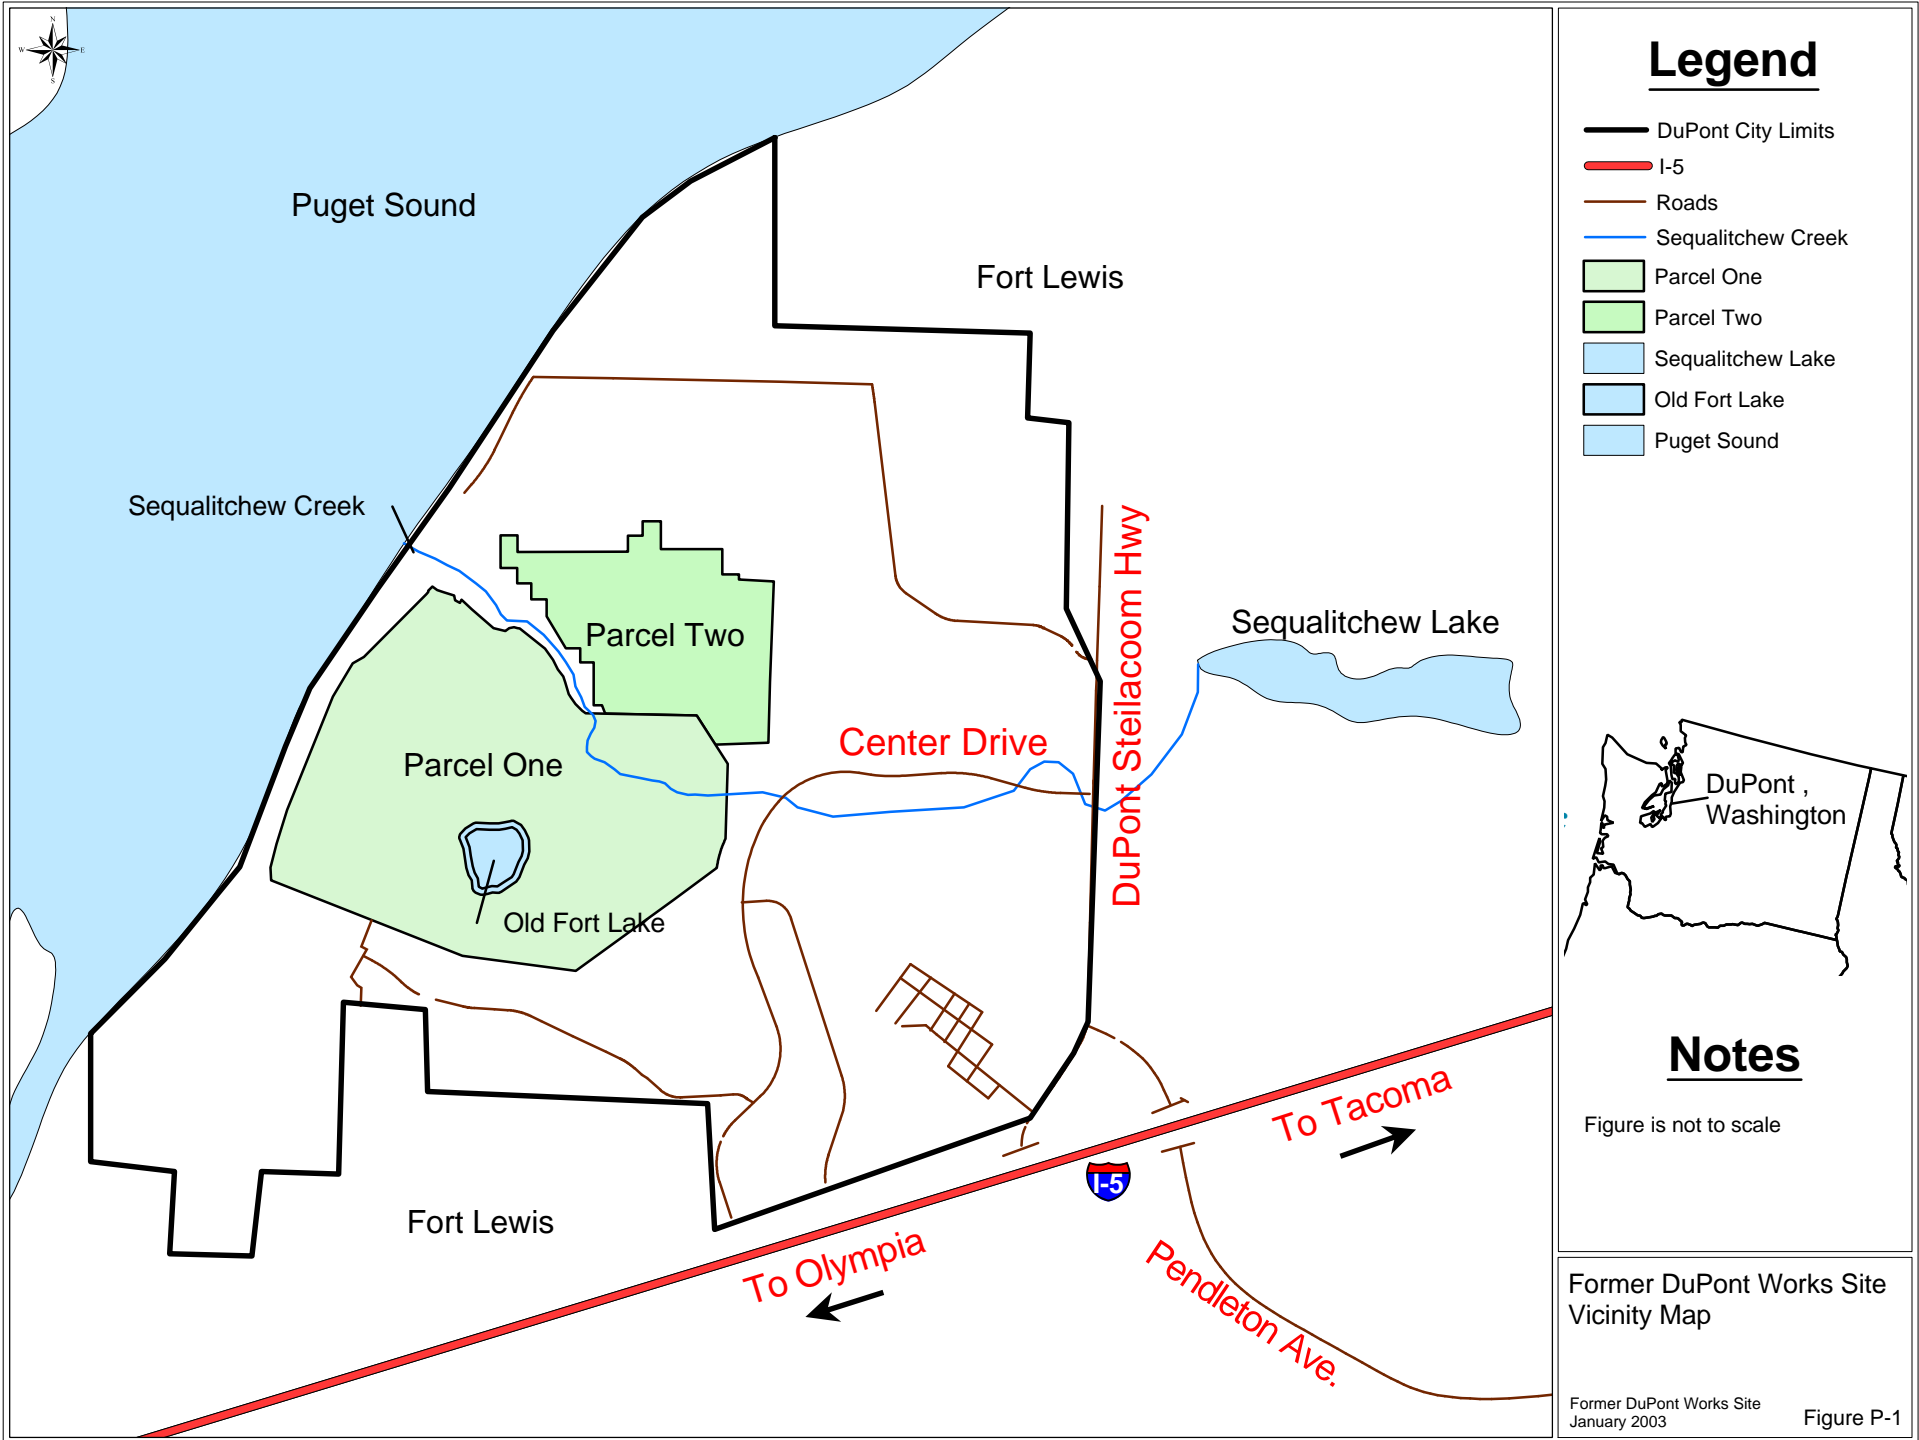 N
W
E
S
Puget Sound
Fort Lewis
Sequalitchew Creek
DuPont Steilacoom Hwy
Sequalitchew Lake
Parcel Two
Center Drive
Parcel One
Old Fort Lake
To Tacoma
I-5
Fort Lewis
To Olympia
Pendleton Ave.
Legend
DuPont City Limits
I-5
Roads
Sequalitchew Creek
Parcel One
Parcel Two
Sequalitchew Lake
Old Fort Lake
Puget Sound
DuPont ,
Washington
Notes
Figure is not to scale
Former DuPont Works Site
Vicinity Map
Former DuPont Works Site
January 2003
Figure P-1